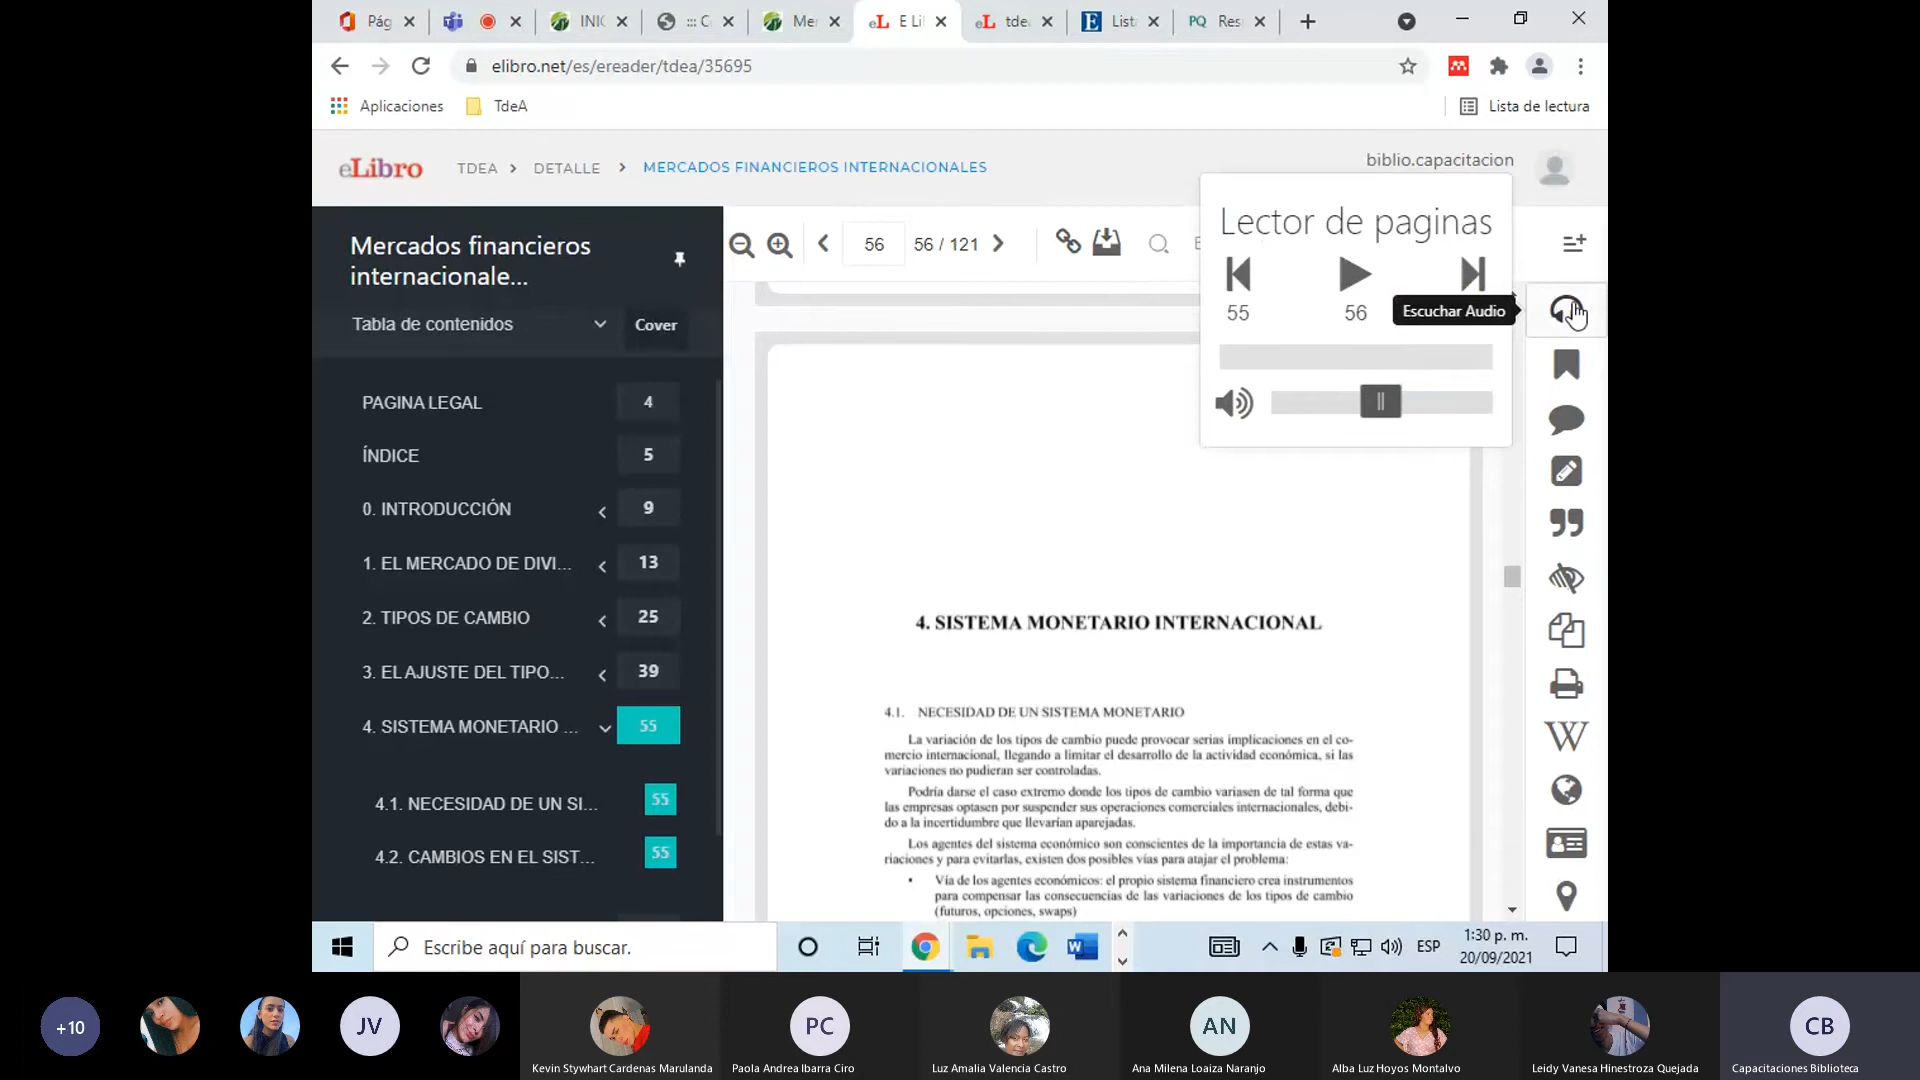 Pág
INI
::: C
Me
E Li
tde
List
PQ Res
elibro.net/es/ereader/tdea/35695
Aplicaciones
TdeA
Lista de lectura
eLibro
TDEA
DETALLE
MERCADOS FINANCIEROS INTERNACIONALES
biblio.capacitacion
Mercados financieros
internacionale...
Tabla de contenidos
Cover
PAGINA LEGAL 4
ÍNDICE 5
0. INTRODUCCIÓN 9
1. EL MERCADO DE DIVI... 13
2. TIPOS DE CAMBIO 25
3. EL AJUSTE DEL TIPO... 39
4. SISTEMA MONETARIO ... 55
4.1. NECESIDAD DE UN SI... 55
4.2. CAMBIOS EN EL SIST... 55
56
56 / 121
Lector de paginas
55
56
Escuchar Audio
4. SISTEMA MONETARIO INTERNACIONAL
4.1. NECESIDAD DE UN SISTEMA MONETARIO
La variación de los tipos de cambio puede provocar serias implicaciones en el co-
mercio internacional, llegando a limitar el desarrollo de la actividad económica, si las
variaciones no pudieran ser controladas.
Podría darse el caso extremo donde los tipos de cambio variasen de tal forma que
las empresas optasen por suspender sus operaciones comerciales internacionales, debi-
do a la incertidumbre que llevarían aparejadas.
Los agentes del sistema económico son conscientes de la importancia de estas va-
riaciones y para evitarlas, existen dos posibles vías para atajar el problema:
• Vía de los agentes económicos: el propio sistema financiero crea instrumentos
para compensar las consecuencias de las variaciones de los tipos de cambio
(futuros, opciones, swaps)
W
Escribe aquí para buscar.
ESP
1:30 p. m.
20/09/2021
+10
JV
PC
AN
CB
Kevin Stywhart Cardenas Marulanda
Paola Andrea Ibarra Ciro
Luz Amalia Valencia Castro
Ana Milena Loaiza Naranjo
Alba Luz Hoyos Montalvo
Leidy Vanesa Hinestroza Quejada
Capacitaciones Biblioteca